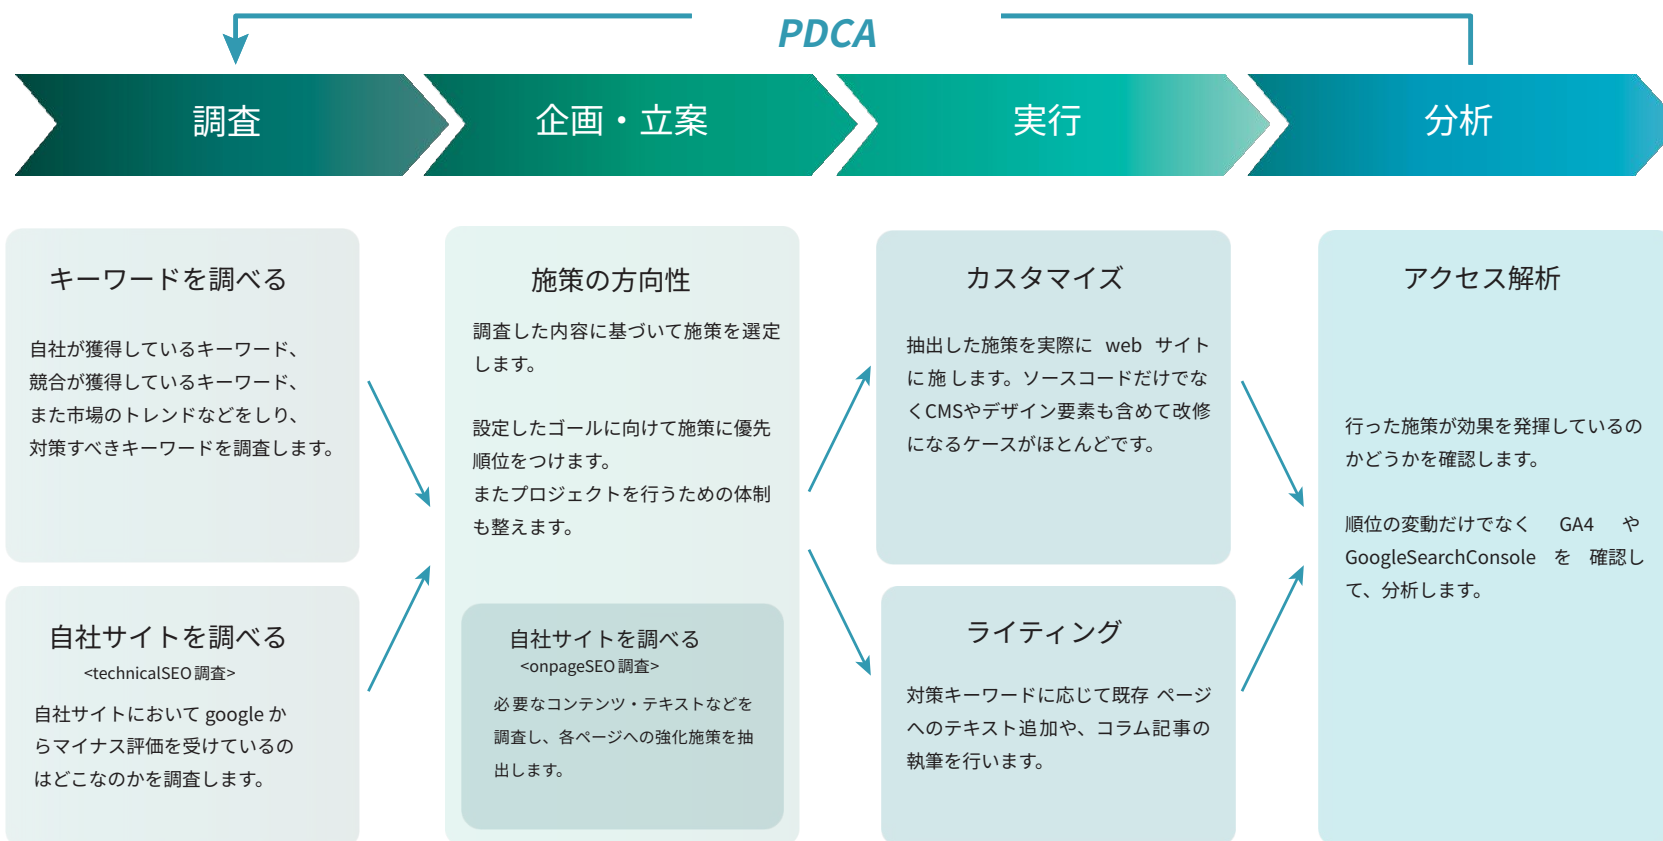 PDCA
調査
企画・立案
実行
分析
キーワードを調べる
自社が獲得しているキーワード、
競合が獲得しているキーワード、
また市場のトレンドなどをしり、
対策すべきキーワードを調査します。
自社サイトを調べる
<technicalSEO調査>
自社サイトにおいて google か
らマイナス評価を受けているの
はどこなのかを調査します。
施策の方向性
調査した内容に基づいて施策を選定
します。
設定したゴールに向けて施策に優先
順位をつけます。
またプロジェクトを行うための体制
も整えます。
自社サイトを調べる
<onpageSEO調査>
必要なコンテンツ・テキストなどを
調査し、各ページへの強化施策を抽
出します。
カスタマイズ
抽出した施策を実際に web サイト
に施します。ソースコードだけでな
くCMSやデザイン要素も含めて改修
になるケースがほとんどです。
ライティング
対策キーワードに応じて既存 ページ
へのテキスト追加や、コラム記事の
執筆を行います。
アクセス解析
行った施策が効果を発揮しているの
かどうかを確認します。
順位の変動だけでなく GA4 や
GoogleSearchConsole を 確認し
て、分析します。